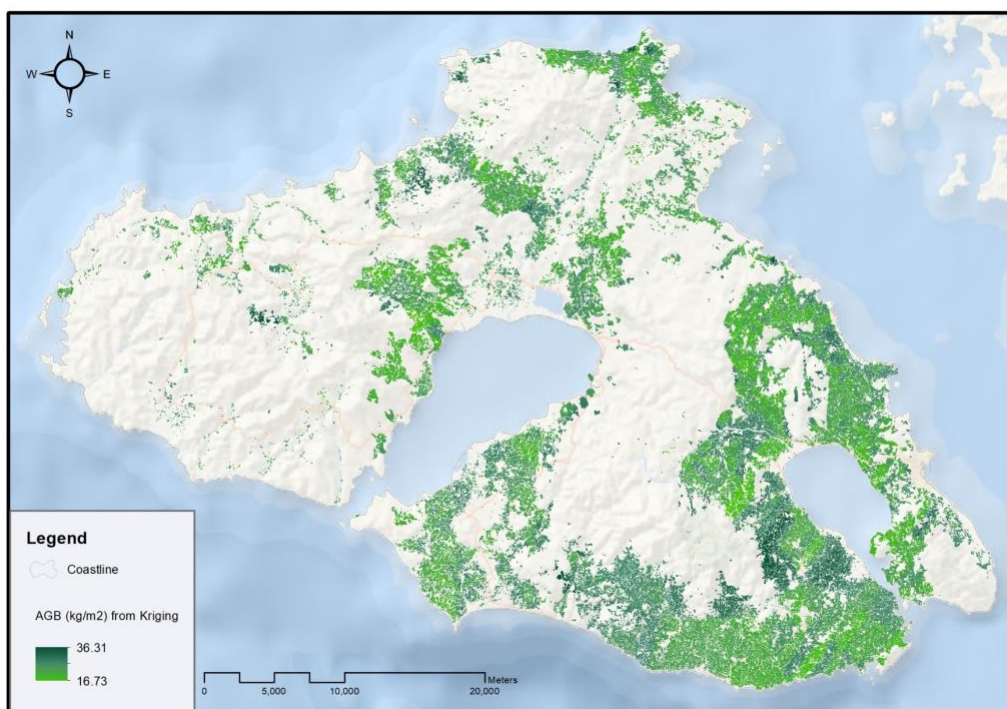 N
W E
S
Legend
Coastline
AGB (kg/m2) from Kriging
36.31
16.73
Meters
0 5,000 10,000 20,000